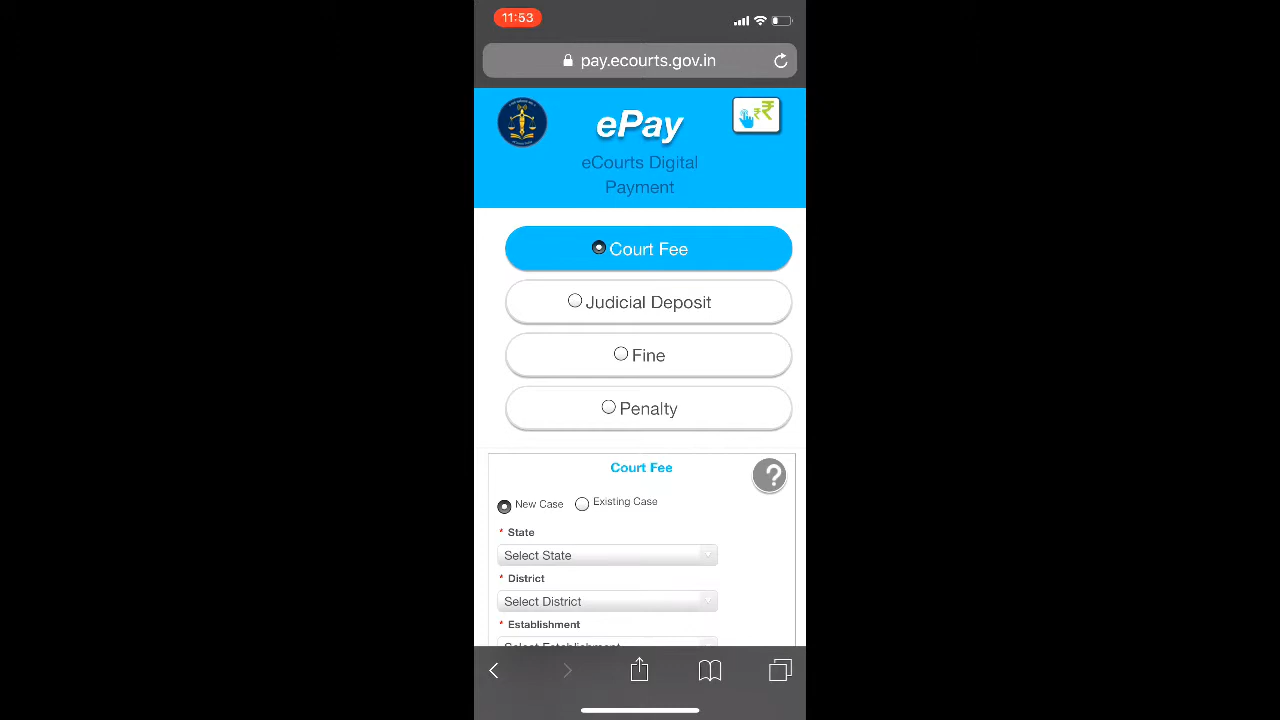 11:53
pay.ecourts.gov.in
ePay
eCourts Digital
Payment
Court Fee
Judicial Deposit
Fine
Penalty
Court Fee
?
New Case Existing Case
* State
Select State
* District
Select District
* Establishment
Select Establishment